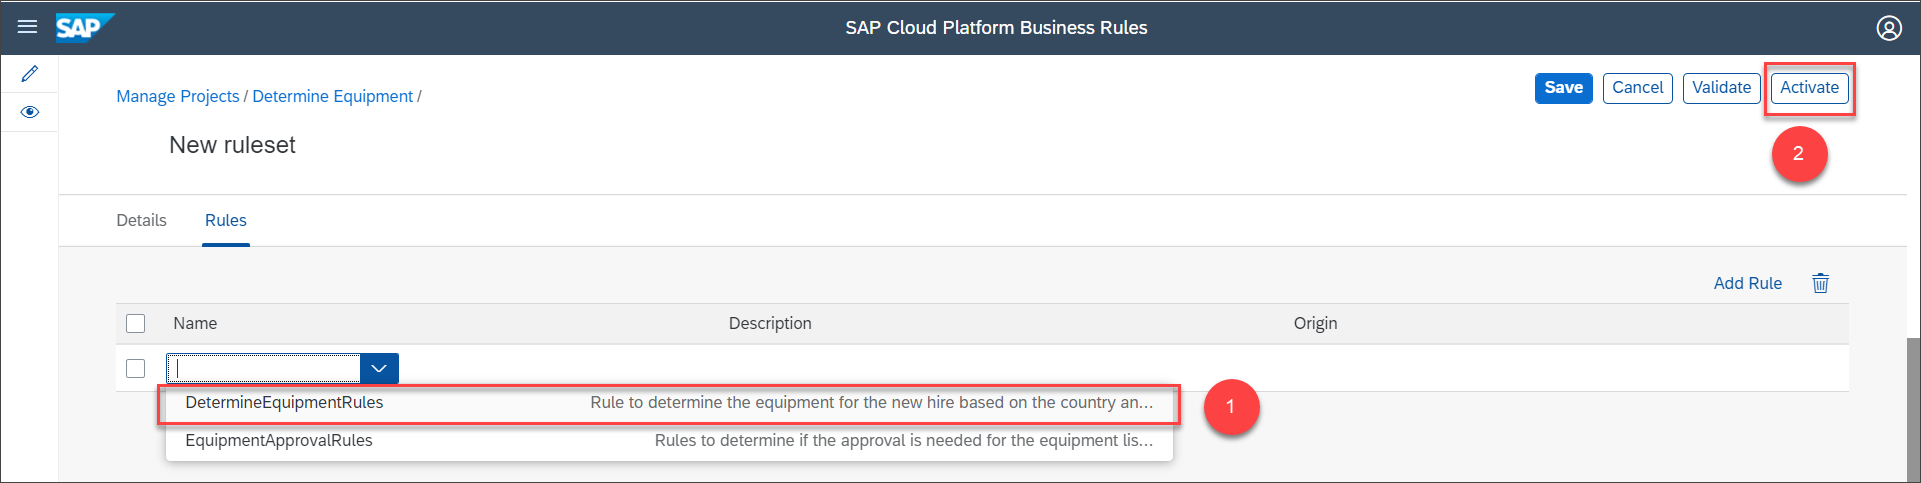 SAP
SAP Cloud Platform Business Rules
Manage Projects / Determine Equipment /
Save Cancel Validate Activate
2
New ruleset
Details Rules
Add Rule
Name Description Origin
DetermineEquipmentRules Rule to determine the equipment for the new hire based on the country an...
1
EquipmentApprovalRules Rules to determine if the approval is needed for the equipment lis...